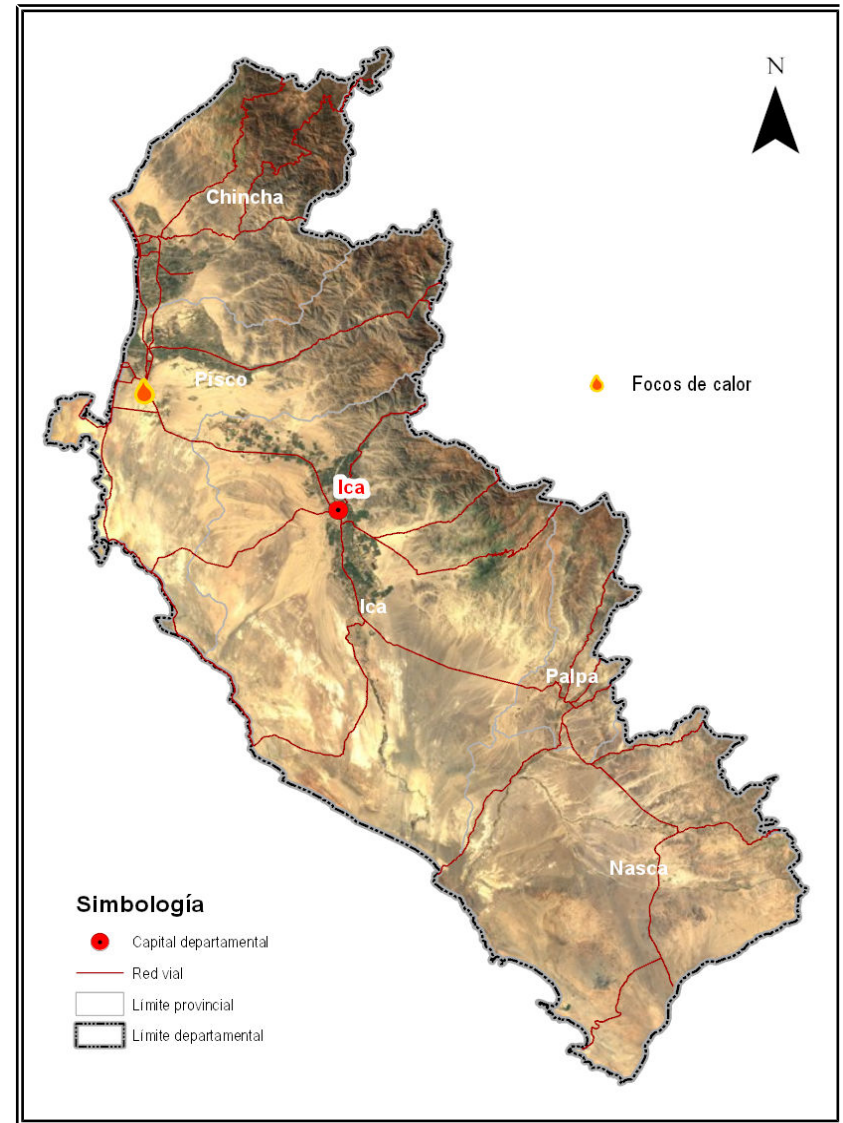 N
Chincha
Pisco
Focos de calor
Ica
Ica
Palpa
Nasca
Simbología
Capital departamental
Red vial
Límite provincial
Límite departamental